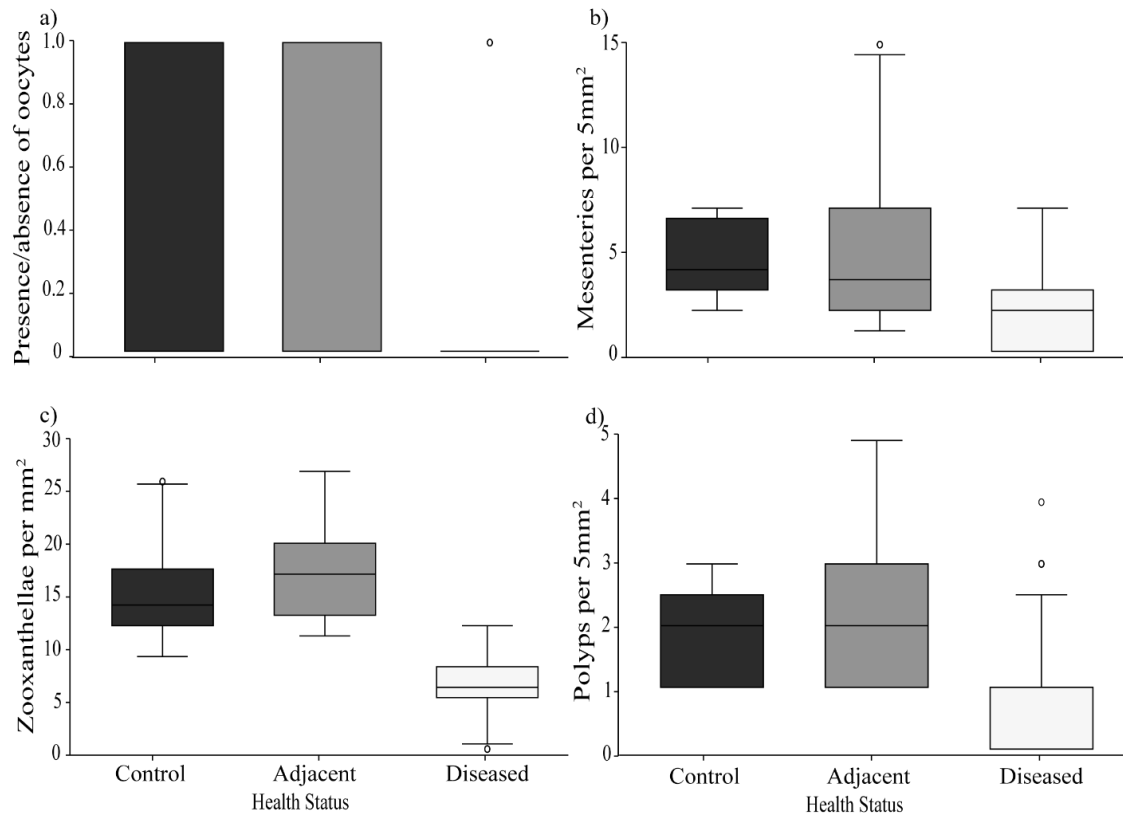 a)
Presence/absence of oocytes
1.0
0.8
0.6
0.4
0.2
0
b)
Mesenteries per 5mm²
15
10
5
0
c)
Zooxanthellae per mm²
30
25
20
15
10
5
0
Control Adjacent Diseased
Health Status
d)
Polyps per 5mm²
5
4
3
2
1
0
Control Adjacent Diseased
Health Status